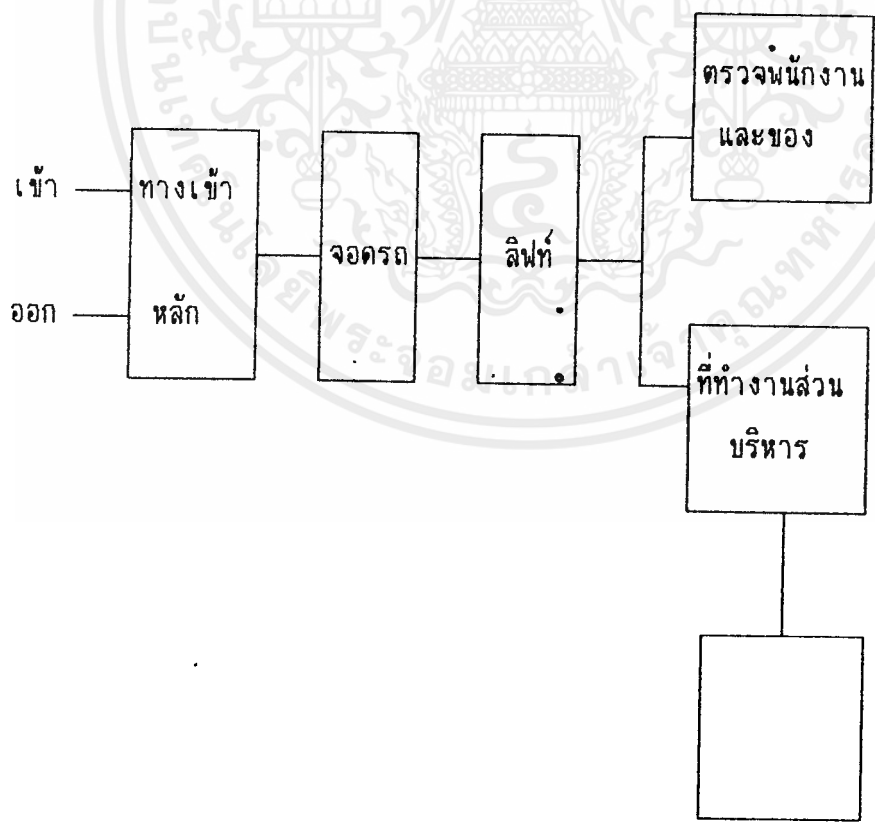 ตรวจพนักงาน
และของ
เข้า
ทางเข้า
จอดรถ
ลิฟท์
ออก
หลัก
ที่ทำงานส่วน
บริหาร